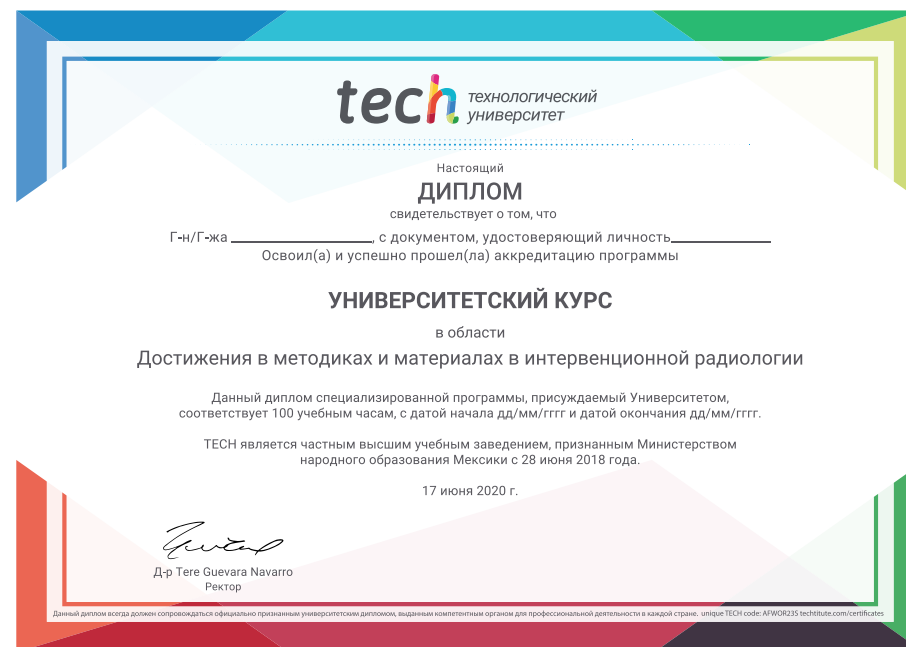 tech технологический
университет
Настоящий
ДИПЛОМ
свидетельствует о том, что
Г-н/Г-жа ____________________, с документом, удостоверяющий личность______________
Освоил(а) и успешно прошел(ла) аккредитацию программы
УНИВЕРСИТЕТСКИЙ КУРС
в области
Достижения в методиках и материалах в интервенционной радиологии
Данный диплом специализированной программы, присуждаемый Университетом,
соответствует 100 учебным часам, с датой начала дд/мм/гггг и датой окончания дд/мм/гггг.
TECH является частным высшим учебным заведением, признанным Министерством
народного образования Мексики с 28 июня 2018 года.
17 июня 2020 г.
Д-р Tere Guevara Navarro
Ректор
Данный диплом всегда должен сопровождаться официально признанным университетским дипломом, выданным компетентным органом для профессиональной деятельности в каждой стране. unique TECH code: AFWOR23S techtitute.com/certificates